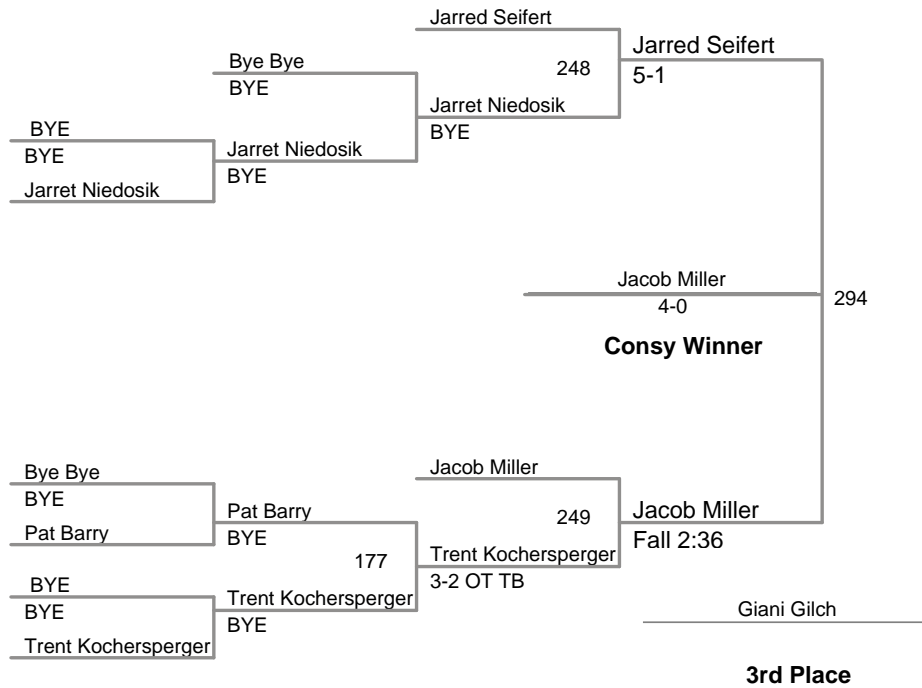 Jarred Seifert
Jarred Seifert
Bye Bye
248
5-1
BYE
Jarret Niedosik
BYE
BYE
Jarret Niedosik
BYE
BYE
Jarret Niedosik
Jacob Miller
294
4-0
Consy Winner
Bye Bye
Jacob Miller
BYE
Pat Barry
249
Jacob Miller
Pat Barry
BYE
Fall 2:36
177
Trent Kochersperger
3-2 OT TB
BYE
Trent Kochersperger
BYE
Giani Gilch
BYE
Trent Kochersperger
3rd Place